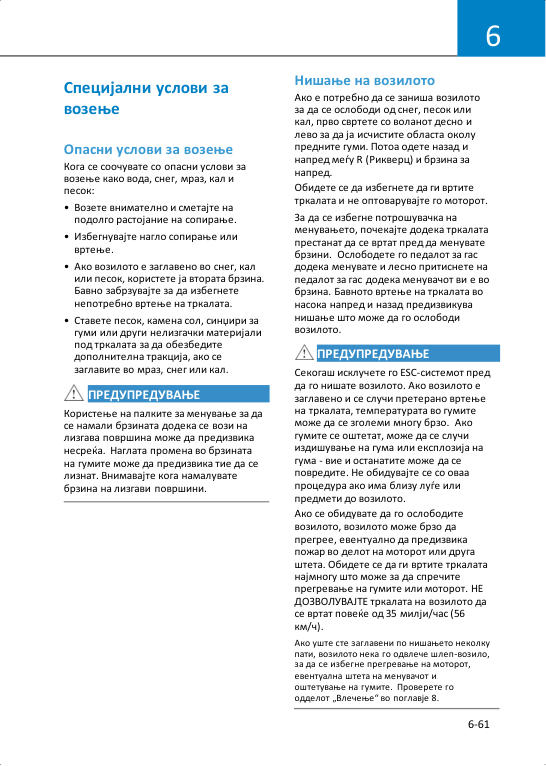 6
Специјални услови за
возење
Опасни услови за возење
Кога се соочувате со опасни услови за
возење како вода, снег, мраз, кал и
песок:
• Возете внимателно и сметајте на
подолго растојание на сопирање.
• Избегнувајте нагло сопирање или
вртење.
• Ако возилото е заглавено во снег, кал
или песок, користете ја втората брзина.
Бавно забрзувајте за да избегнете
непотребно вртење на тркалата.
• Ставете песок, камена сол, синџири за
гуми или други нелизгачки материјали
под тркалата за да обезбедите
дополнителна тракција, ако се
заглавите во мраз, снег или кал.
ПРЕДУПРЕДУВАЊЕ
Користење на палките за менување за да
се намали брзината додека се вози на
лизгава површина може да предизвика
несреќа. Наглата промена во брзината
на гумите може да предизвика тие да се
лизнат. Внимавајте кога намалувате
брзина на лизгави површини.
Нишање на возилото
Ако е потребно да се заниша возилото
за да се ослободи од снег, песок или
кал, прво свртете со воланот десно и
лево за да ја исчистите областа околу
предните гуми. Потоа одете назад и
напред меѓу R (Рикверц) и брзина за
напред.
Обидете се да избегнете да ги вртите
тркалата и не оптоварувајте го моторот.
За да се избегне потрошувачка на
менувањето, почекајте додека тркалата
престанат да се вртат пред да менувате
брзини. Ослободете го педалот за гас
додека менувате и лесно притиснете на
педалот за гас додека менувачот ви е во
брзина. Бавното вртење на тркалата во
насока напред и назад предизвикува
нишање што може да го ослободи
возилото.
ПРЕДУПРЕДУВАЊЕ
Секогаш исклучете го ESC-системот пред
да го нишате возилото. Ако возилото е
заглавено и се случи претерано вртење
на тркалата, температурата во гумите
може да се зголеми многу брзо. Ако
гумите се оштетат, може да се случи
издишување на гума или експлозија на
гума - вие и останатите може да се
повредите. Не обидувајте се со оваа
процедура ако има близу луѓе или
предмети до возилото.
Ако се обидувате да го ослободите
возилото, возилото може брзо да
прегрее, евентуално да предизвика
пожар во делот на моторот или друга
штета. Обидете се да ги вртите тркалата
најмногу што може за да спречите
прегревање на гумите или моторот. НЕ
ДОЗВОЛУВАЈТЕ тркалата на возилото да
се вртат повеќе од 35 милји/час (56
км/ч).
Ако уште сте заглавени по нишањето неколку
пати, возилото нека го одвлече шлеп-возило,
за да се избегне прегревање на моторот,
евентуална штета на менувачот и
оштетување на гумите. Проверете го
одделот „Влечење“ во поглавје 8.
6-61